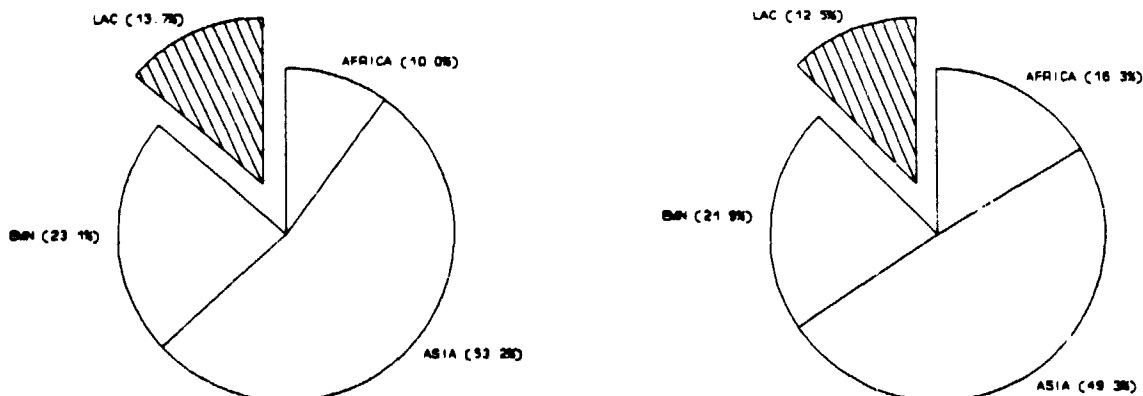 LAC (13.7%)
AFRICA (10.0%)
EMN (23.1%)
ASIA (53.2%)
LAC (12.5%)
AFRICA (16.3%)
EMN (21.9%)
ASIA (49.3%)